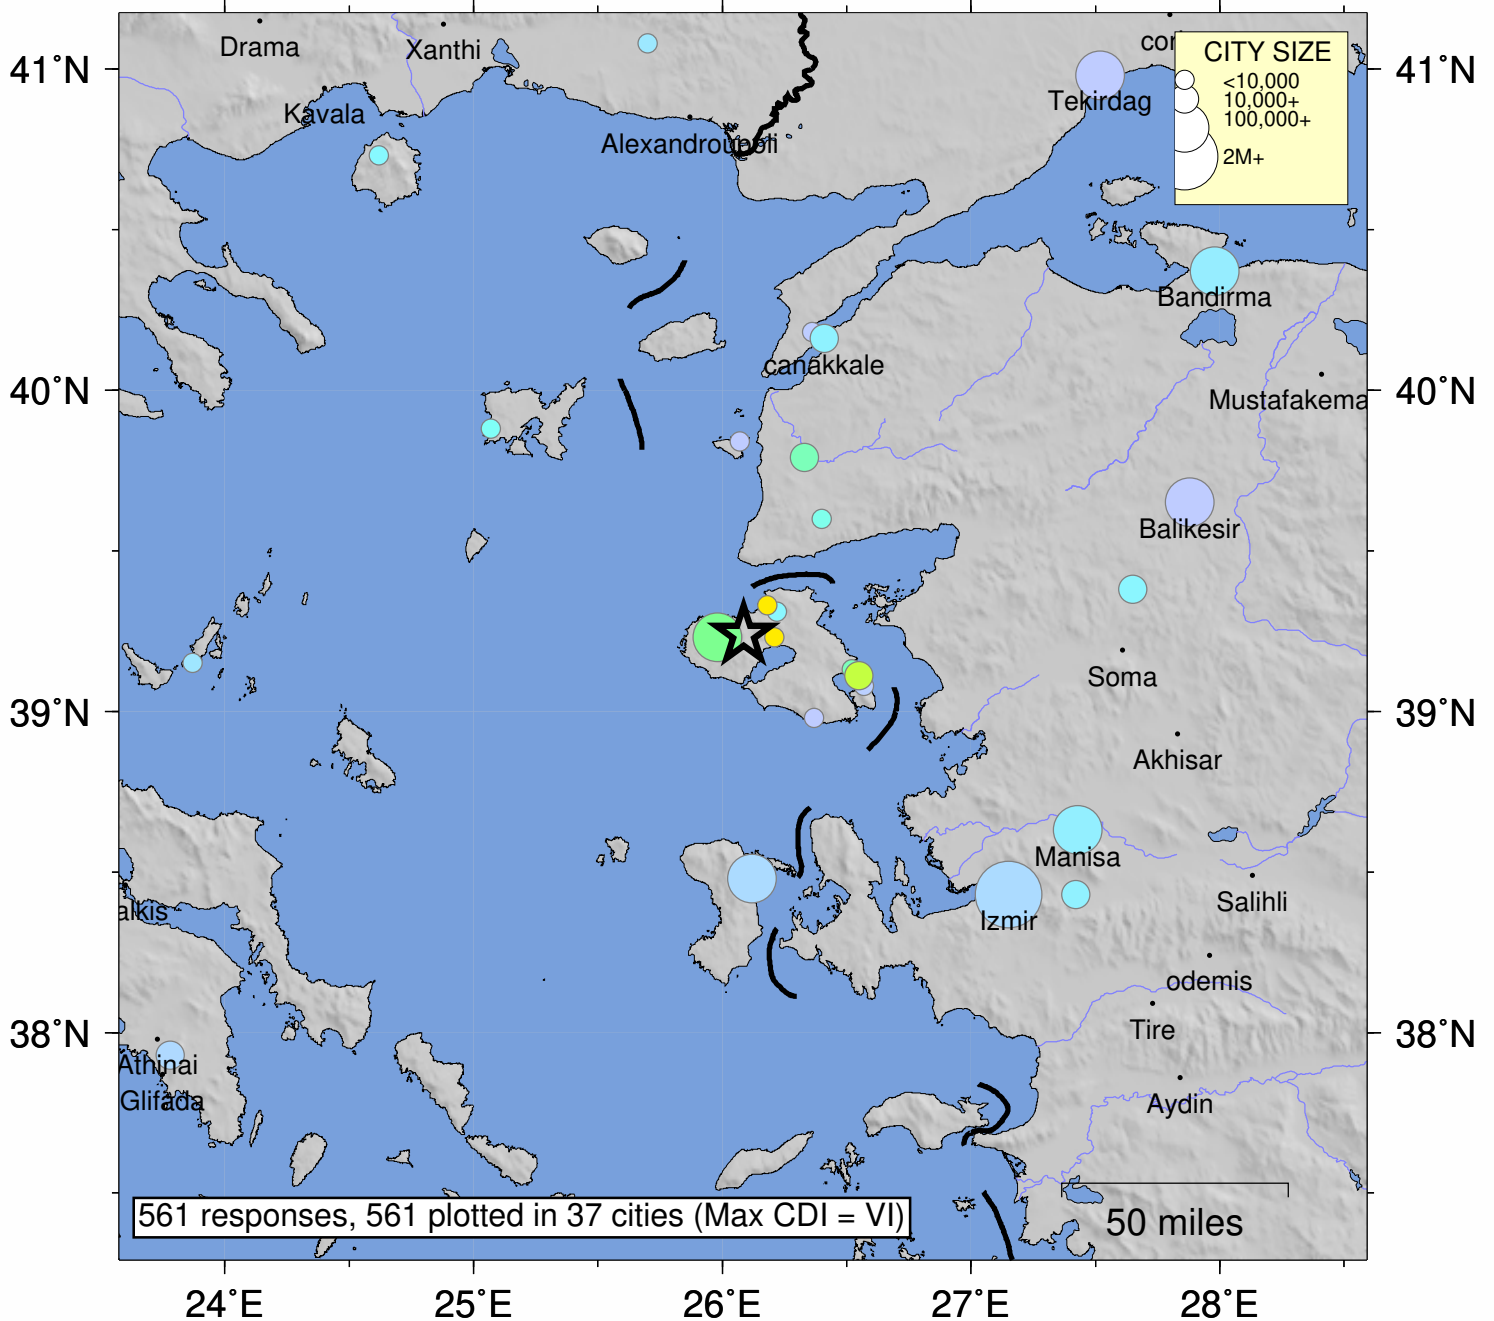 Drama
Xanthi
cor
CITY SIZE
<10,000
10,000+
100,000+
2M+
41˚N
41˚N
Tekirdag
Kavala
Alexandroupoli
Bandirma
canakkale
40˚N
40˚N
Mustafakema
Balikesir
Soma
39˚N
39˚N
Akhisar
Manisa
Salihli
alkis
Izmir
odemis
38˚N
38˚N
Tire
Athinai
Glifada
Aydin
561 responses, 561 plotted in 37 cities (Max CDI = VI)
50 miles
24˚E
25˚E
26˚E
27˚E
28˚E